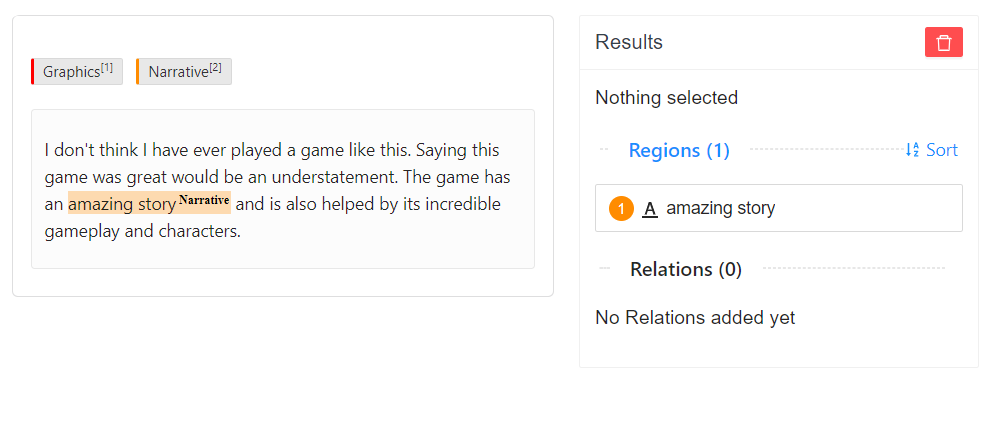 Graphics[1] Narrative[2]
I don't think I have ever played a game like this. Saying this
game was great would be an understatement. The game has
an amazing story Narrative and is also helped by its incredible
gameplay and characters.
Results
Nothing selected
Regions (1) Sort
1 A amazing story
Relations (0)
No Relations added yet